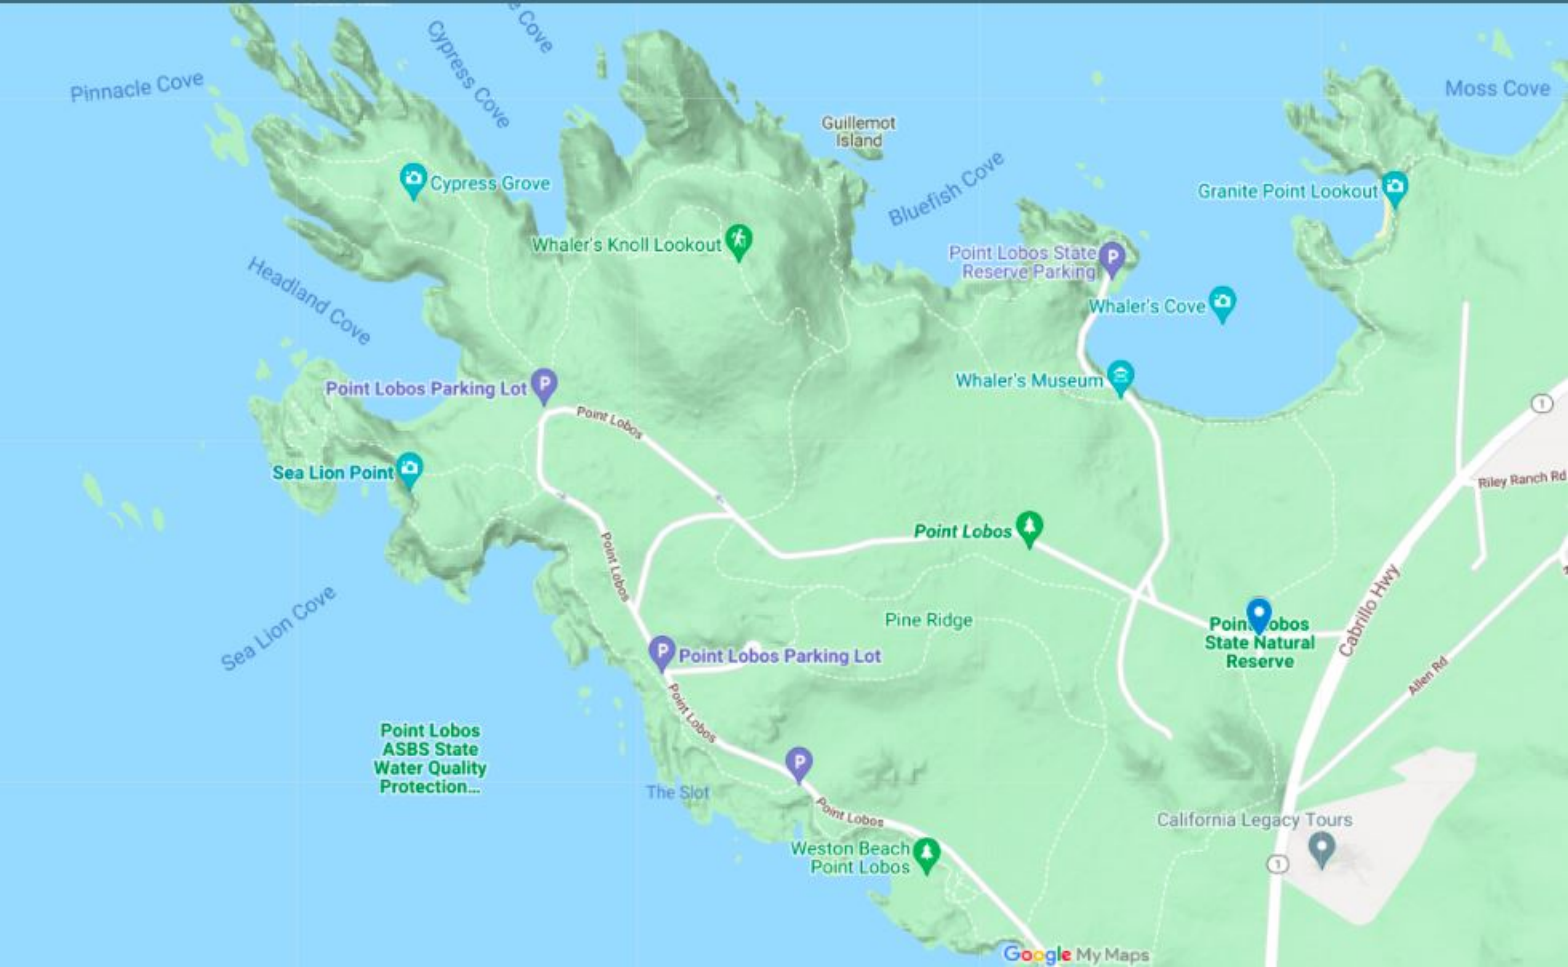 e Cove
Cypress Cove
Pinnacle Cove
Moss Cove
Guillemot
Island
Cypress Grove
Bluefish Cove
Granite Point Lookout
Whaler's Knoll Lookout
Point Lobos State
Reserve Parking
P
Headland Cove
Whaler's Cove
Point Lobos Parking Lot
P
Whaler's Museum
1
Point Lobos
Sea Lion Point
Riley Ranch Rd
Point Lobos
Point Lobos
Cabrillo Hwy
Sea Lion Cove
Pine Ridge
Point Lobos
State Natural
Reserve
P
Point Lobos Parking Lot
Allen Rd
Point Lobos
Point Lobos
ASBS State
Water Quality
Protection...
P
The Slot
Point Lobos
California Legacy Tours
Weston Beach
Point Lobos
1
Google My Maps